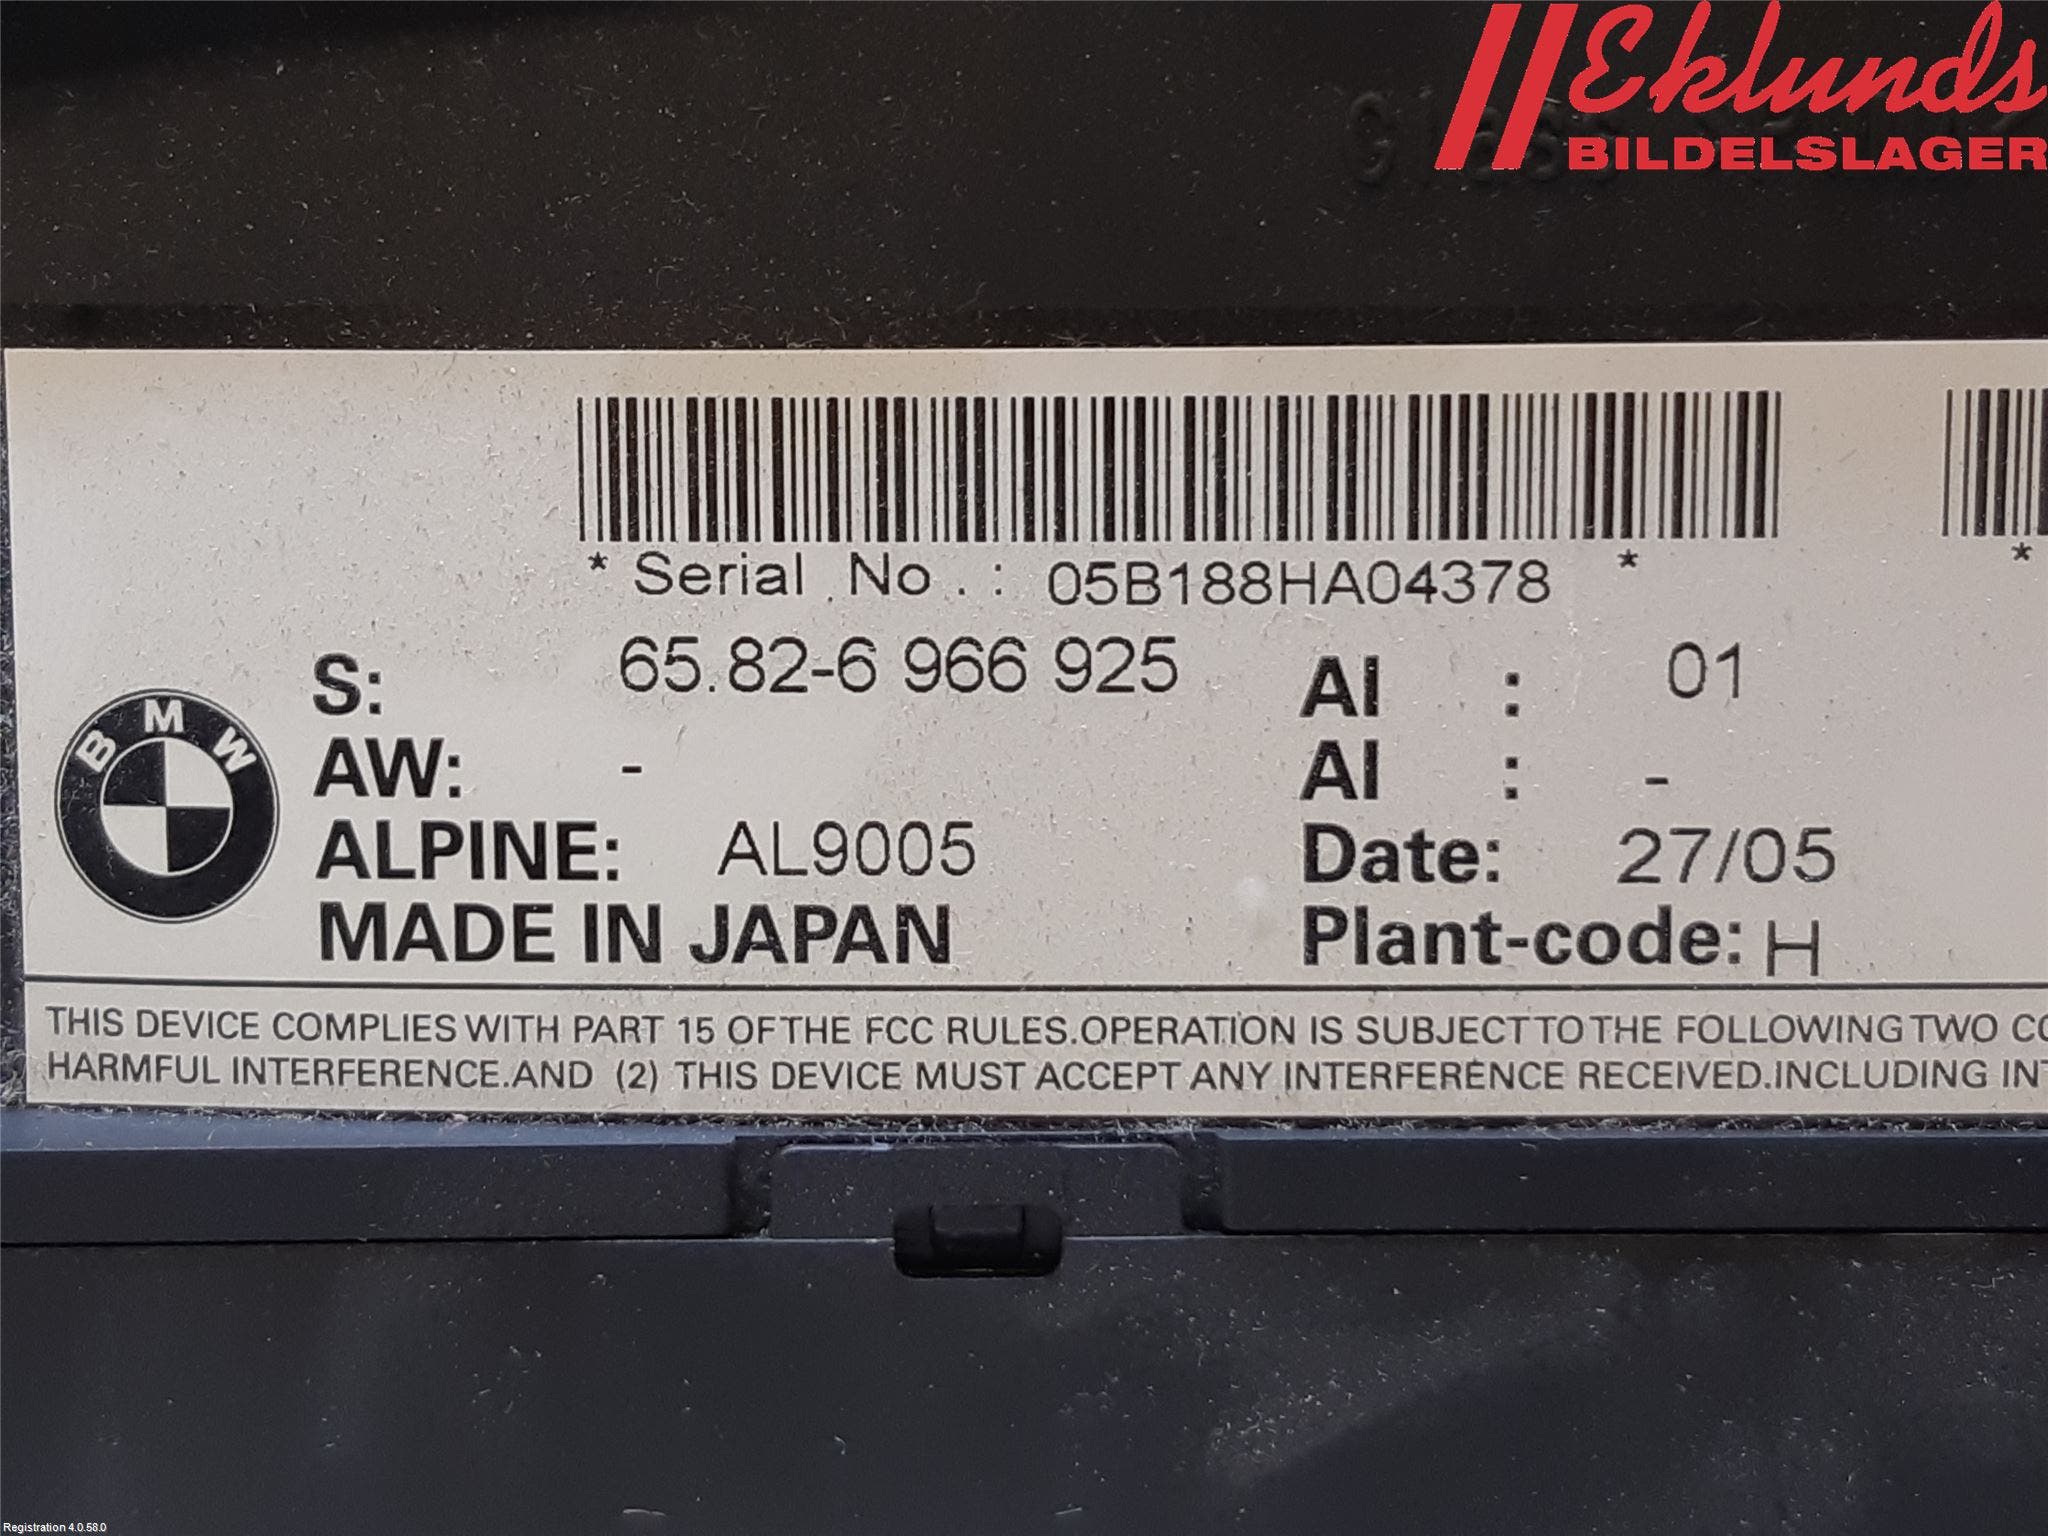 Eklunds
BILDELSLAGER
* Serial No. : 05B188HA04378 *
*
S: 65.82-6 966 925 AI : 01
AW: - AI : -
ALPINE: AL9005 Date: 27/05
MADE IN JAPAN Plant-code: H
BMW
THIS DEVICE COMPLIES WITH PART 15 OF THE FCC RULES.OPERATION IS SUBJECT TO THE FOLLOWING TWO CO
HARMFUL INTERFERENCE.AND (2) THIS DEVICE MUST ACCEPT ANY INTERFERENCE RECEIVED.INCLUDING INT
Registration 4.0.58.0